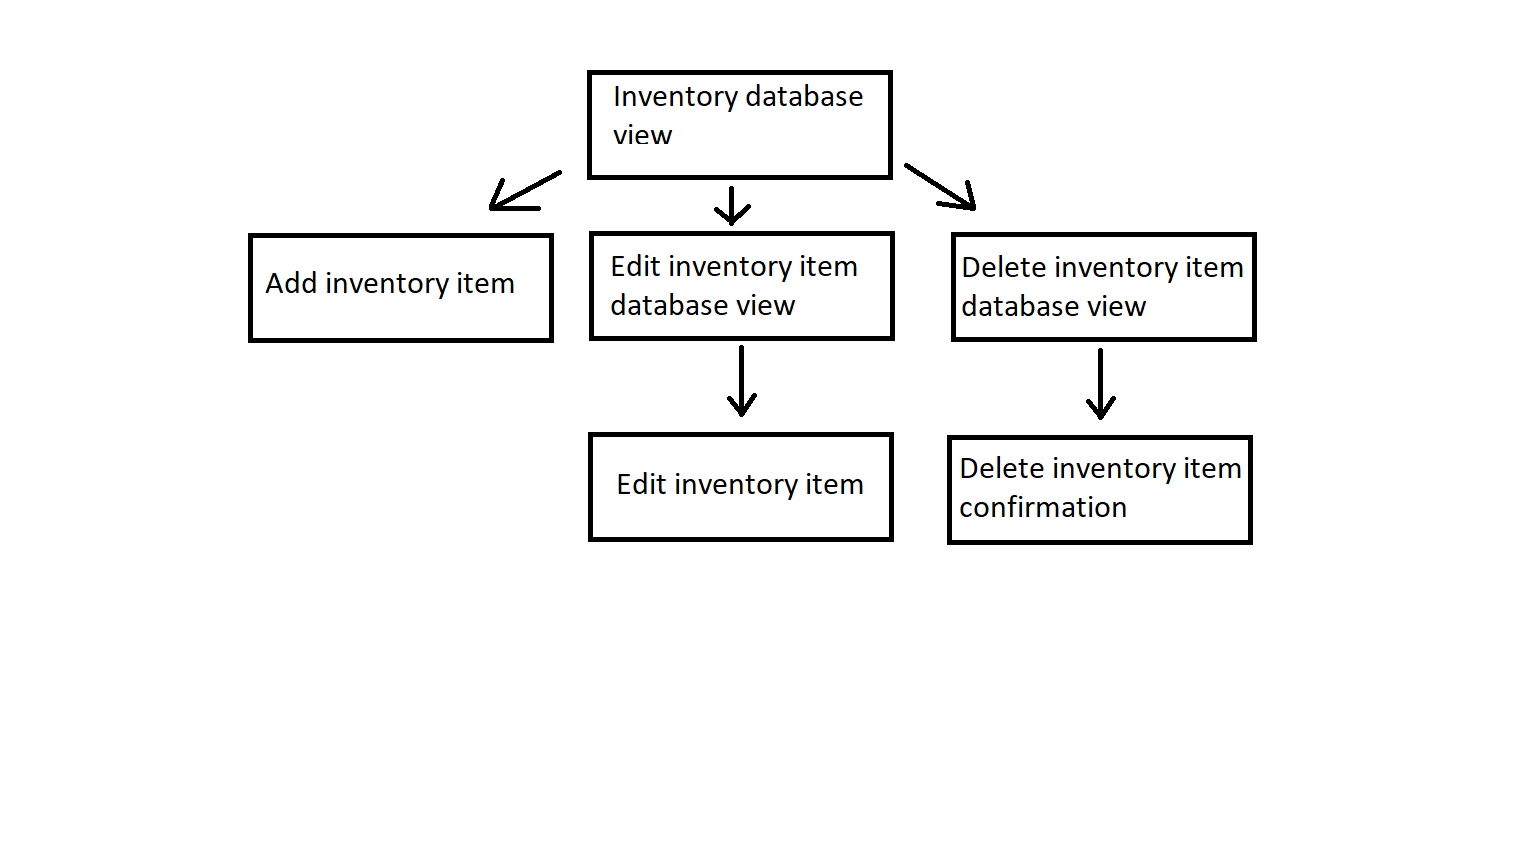 Inventory database
view
Add inventory item
Edit inventory item
database view
Delete inventory item
database view
Edit inventory item
Delete inventory item
confirmation